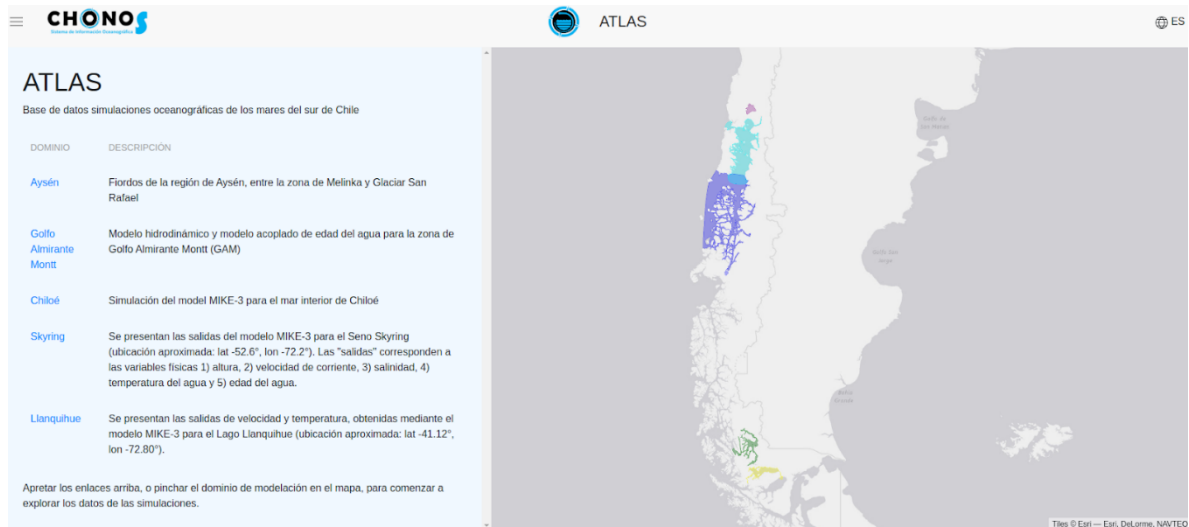 CHONOS
Sistema de Información Oceanográfica
ATLAS
ES
ATLAS
Base de datos simulaciones oceanográficas de los mares del sur de Chile
DOMINIO DESCRIPCIÓN
Aysén Fiordos de la región de Aysén, entre la zona de Melinka y Glaciar San
Rafael
Golfo Modelo hidrodinámico y modelo acoplado de edad del agua para la zona de
Almirante Golfo Almirante Montt (GAM)
Montt
Chiloé Simulación del model MIKE-3 para el mar interior de Chiloé
Skyring Se presentan las salidas del modelo MIKE-3 para el Seno Skyring
(ubicación aproximada: lat -52.6°, lon -72.2°). Las "salidas" corresponden a
las variables físicas 1) altura, 2) velocidad de corriente, 3) salinidad, 4)
temperatura del agua y 5) edad del agua.
Llanquihue Se presentan las salidas de velocidad y temperatura, obtenidas mediante el
modelo MIKE-3 para el Lago Llanquihue (ubicación aproximada: lat -41.12°,
lon -72.80°).
Apretar los enlaces arriba, o pinchar el dominio de modelación en el mapa, para comenzar a
explorar los datos de las simulaciones.
Golfo de
San Matías
Tiles © Esri — Esri, DeLorme, NAVTEQ